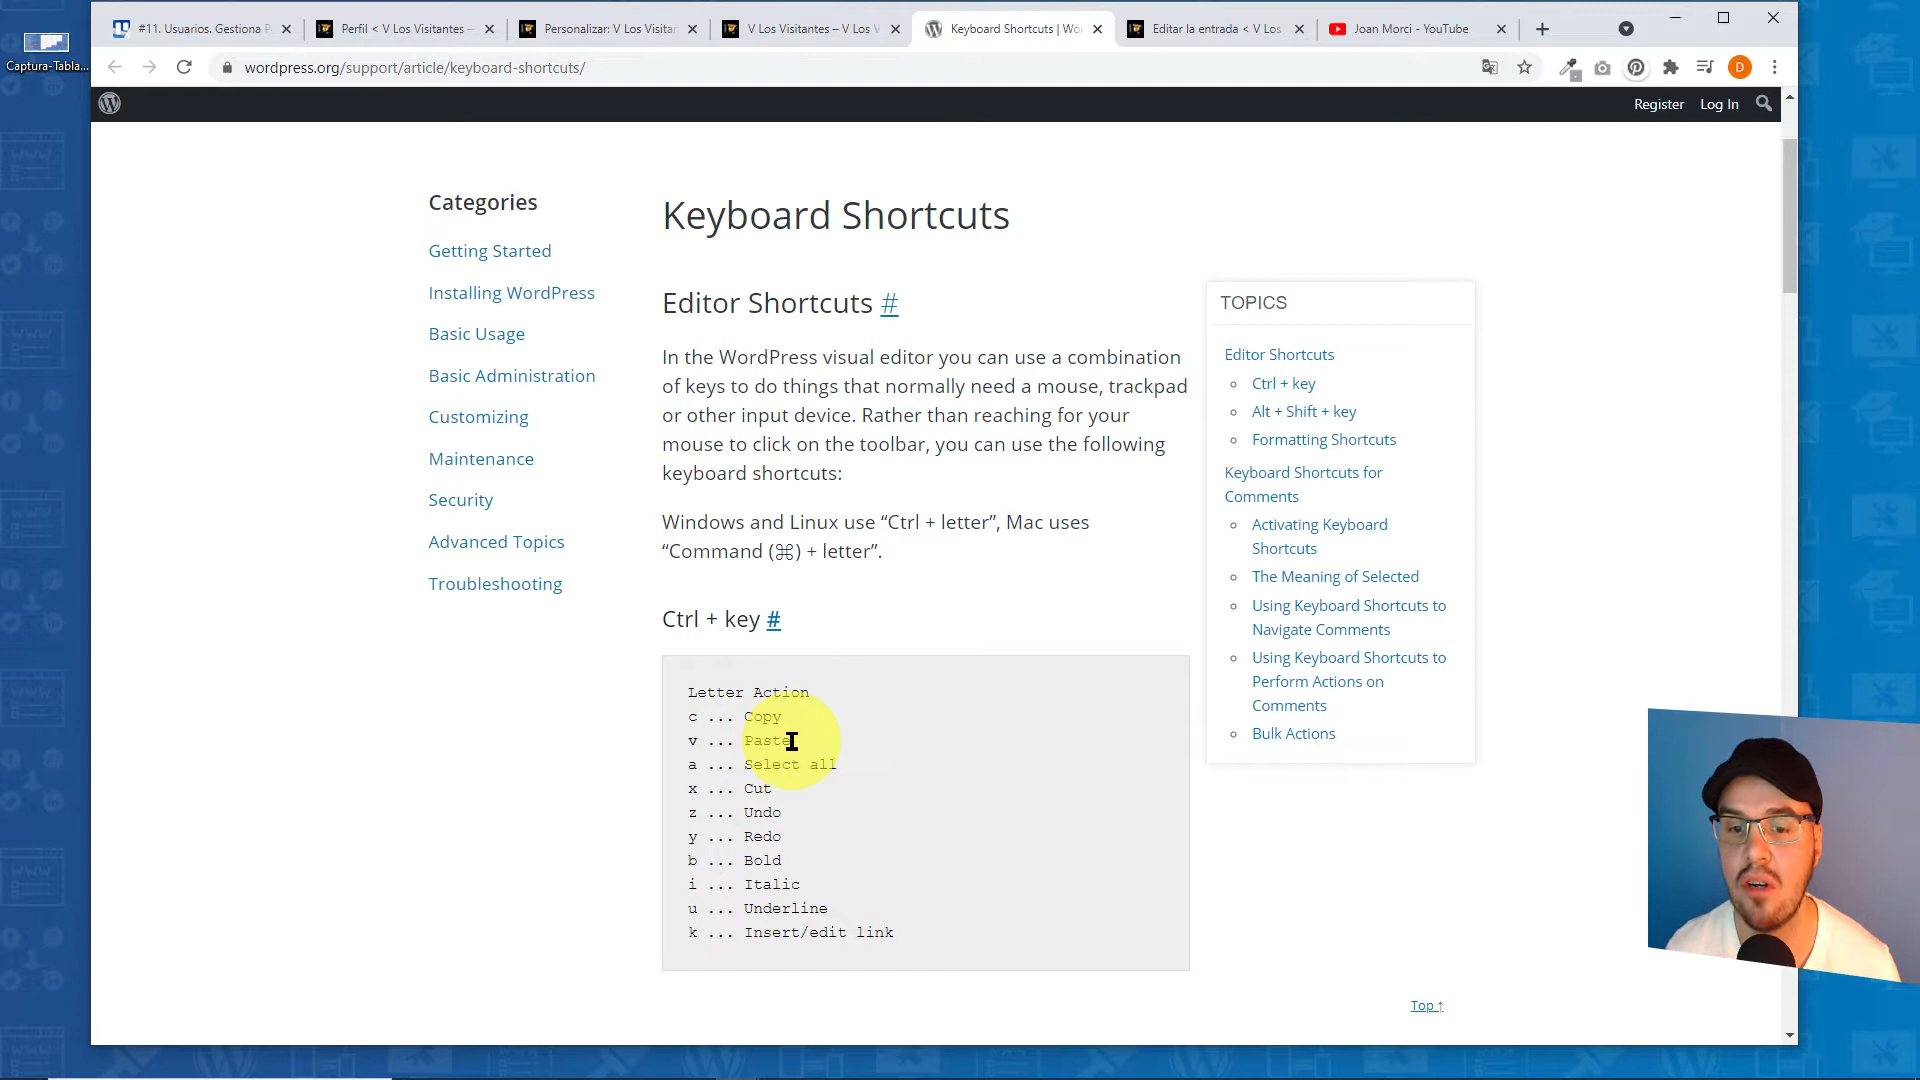 #11. Usuarios. Gestiona P
Perfil < V Los Visitantes –
Personalizar: V Los Visitan
V Los Visitantes – V Los V
Keyboard Shortcuts | Wo
Editar la entrada < V Los
Joan Morci - YouTube
Captura-Tabla...
wordpress.org/support/article/keyboard-shortcuts/
D
Register
Log In
Categories
Getting Started
Installing WordPress
Basic Usage
Basic Administration
Customizing
Maintenance
Security
Advanced Topics
Troubleshooting
Keyboard Shortcuts
Editor Shortcuts #
In the WordPress visual editor you can use a combination
of keys to do things that normally need a mouse, trackpad
or other input device. Rather than reaching for your
mouse to click on the toolbar, you can use the following
keyboard shortcuts:
Windows and Linux use “Ctrl + letter”, Mac uses
“Command (⌘) + letter”.
Ctrl + key #
Letter Action
c ... Copy
v ... Paste
a ... Select all
x ... Cut
z ... Undo
y ... Redo
b ... Bold
i ... Italic
u ... Underline
k ... Insert/edit link
Top ↑
TOPICS
Editor Shortcuts
Ctrl + key
Alt + Shift + key
Formatting Shortcuts
Keyboard Shortcuts for
Comments
Activating Keyboard
Shortcuts
The Meaning of Selected
Using Keyboard Shortcuts to
Navigate Comments
Using Keyboard Shortcuts to
Perform Actions on
Comments
Bulk Actions